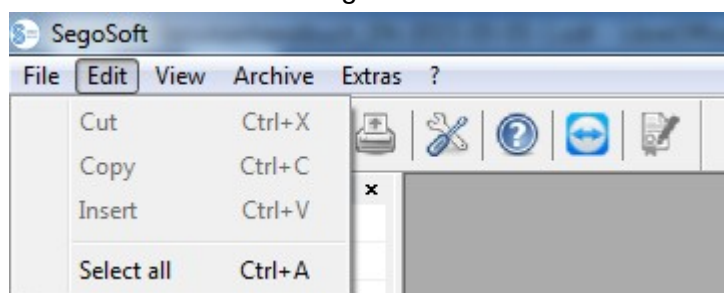 SegoSoft
File Edit View Archive Extras ?
Cut Ctrl+X
Copy Ctrl+C
Insert Ctrl+V
Select all Ctrl+A